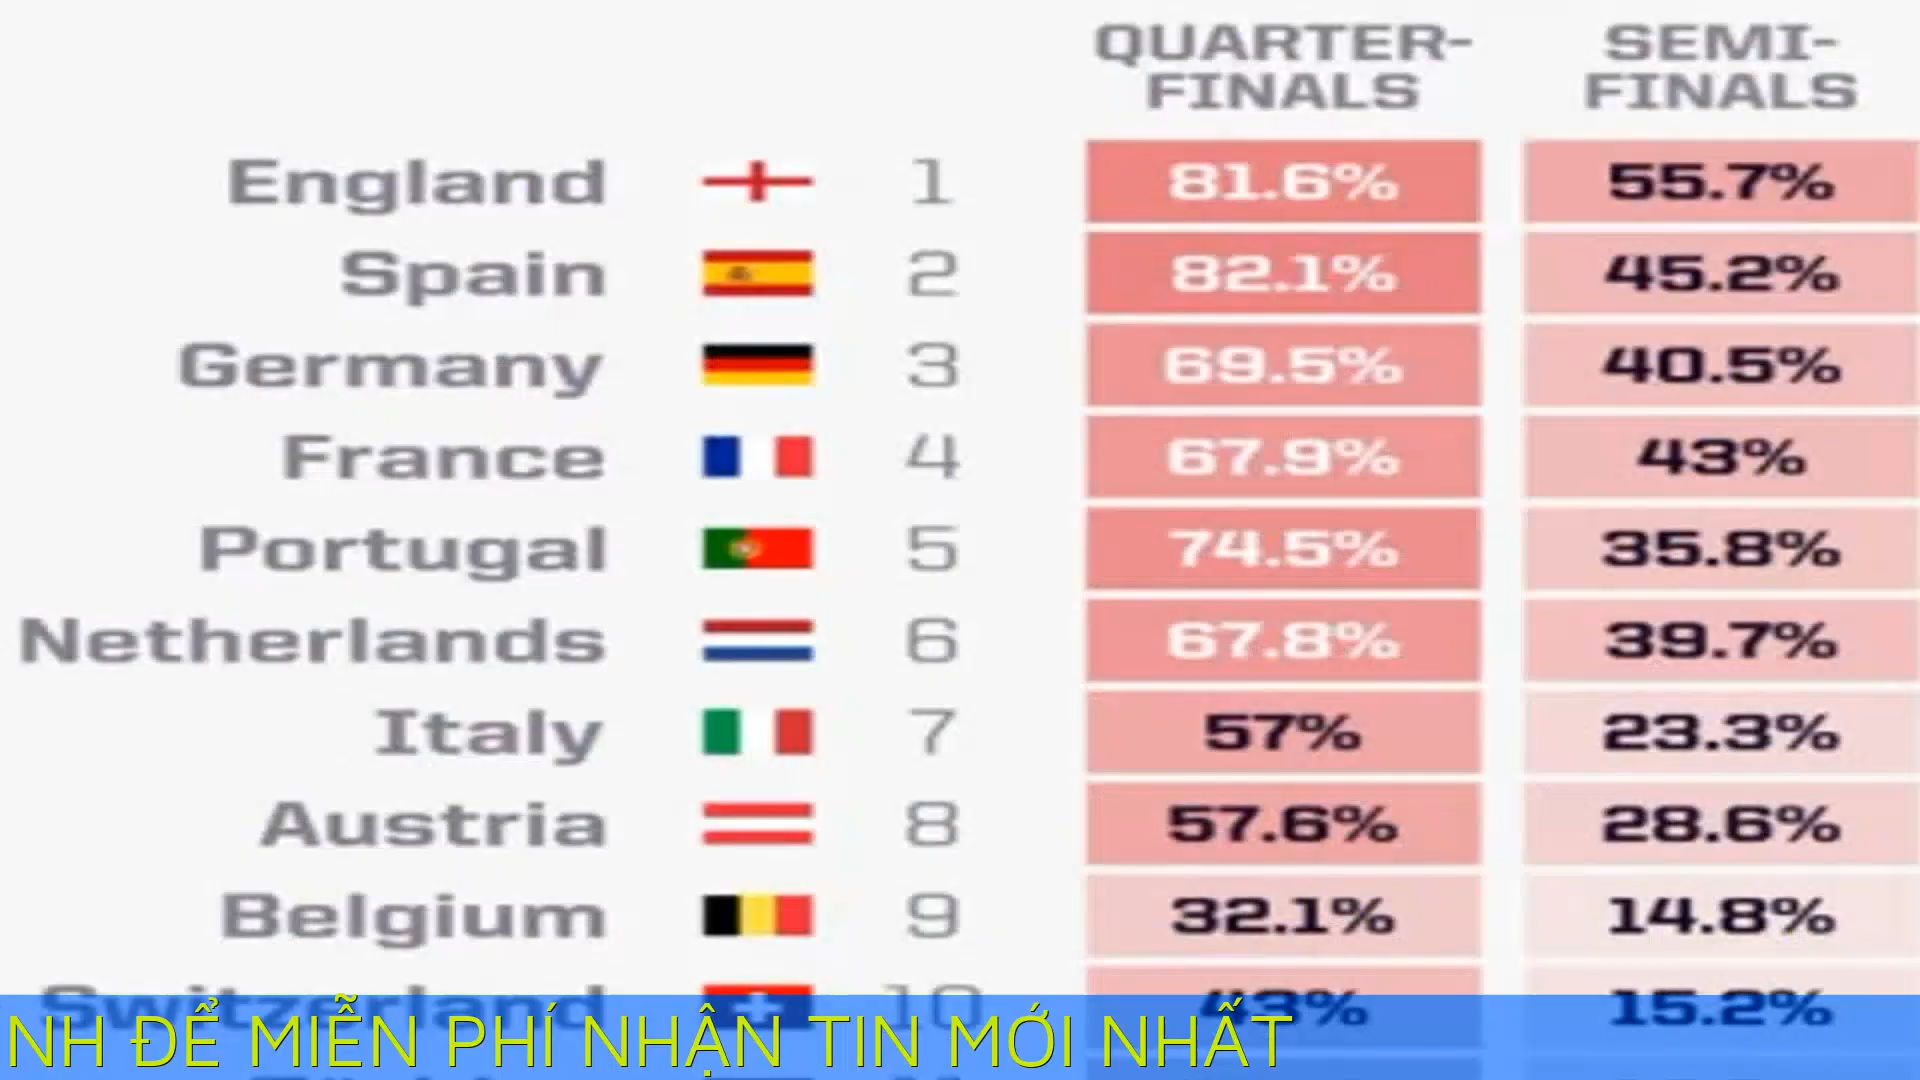 QUARTER-FINALS SEMI-FINALS
England 1 81.6% 55.7%
Spain 2 82.1% 45.2%
Germany 3 69.5% 40.5%
France 4 67.9% 43%
Portugal 5 74.5% 35.8%
Netherlands 6 67.8% 39.7%
Italy 7 57% 23.3%
Austria 8 57.6% 28.6%
Belgium 9 32.1% 14.8%
Switzerland 10 43% 15.2%
NH ĐỂ MIỄN PHÍ NHẬN TIN MỚI NHẤT